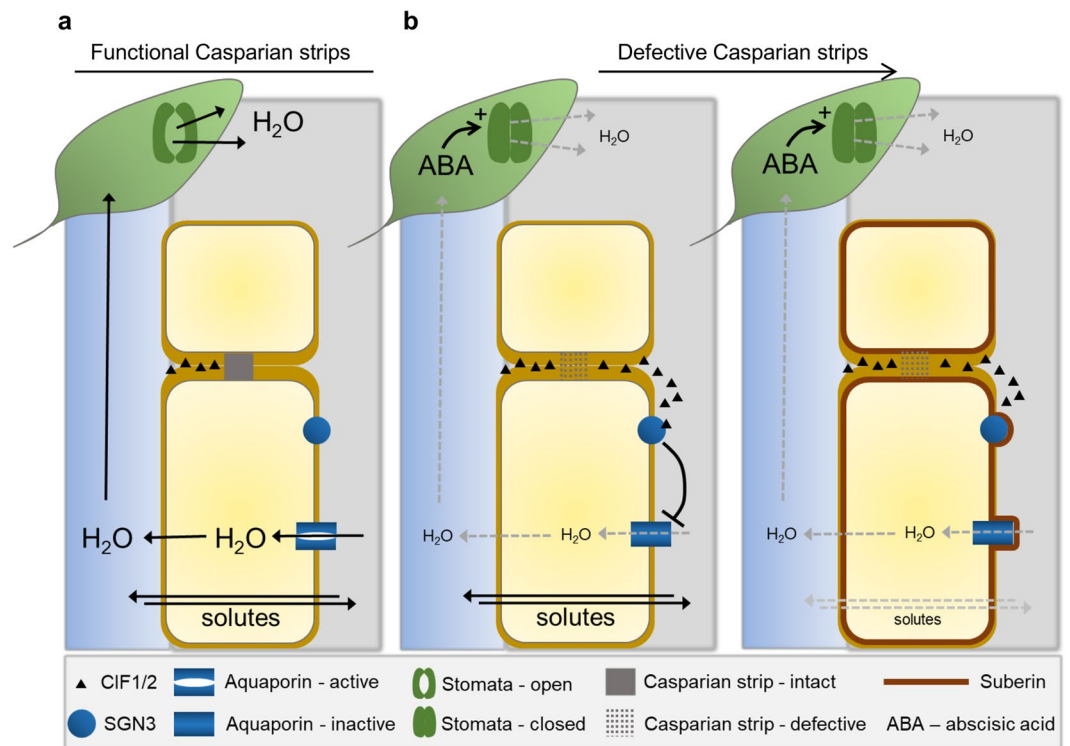 a
Functional Casparian strips
b
Defective Casparian strips
H2O
ABA
+
H2O
ABA
+
H2O
H2O
H2O
H2O
H2O
H2O
H2O
solutes
solutes
solutes
CIF1/2
Aquaporin - active
Stomata - open
Casparian strip - intact
Suberin
SGN3
Aquaporin - inactive
Stomata - closed
Casparian strip - defective
ABA – abscisic acid